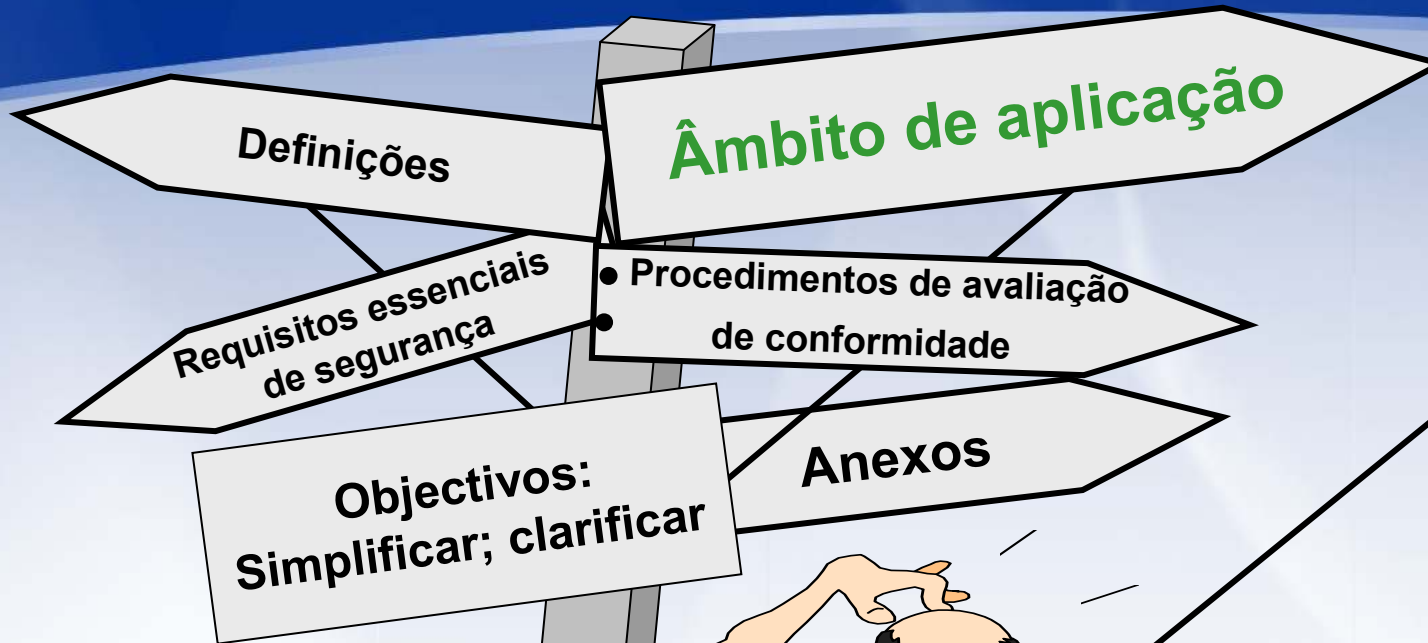 Definições
Âmbito de aplicação
Requisitos essenciais
de segurança
• Procedimentos de avaliação
• de conformidade
Objectivos:
Simplificar; clarificar
Anexos